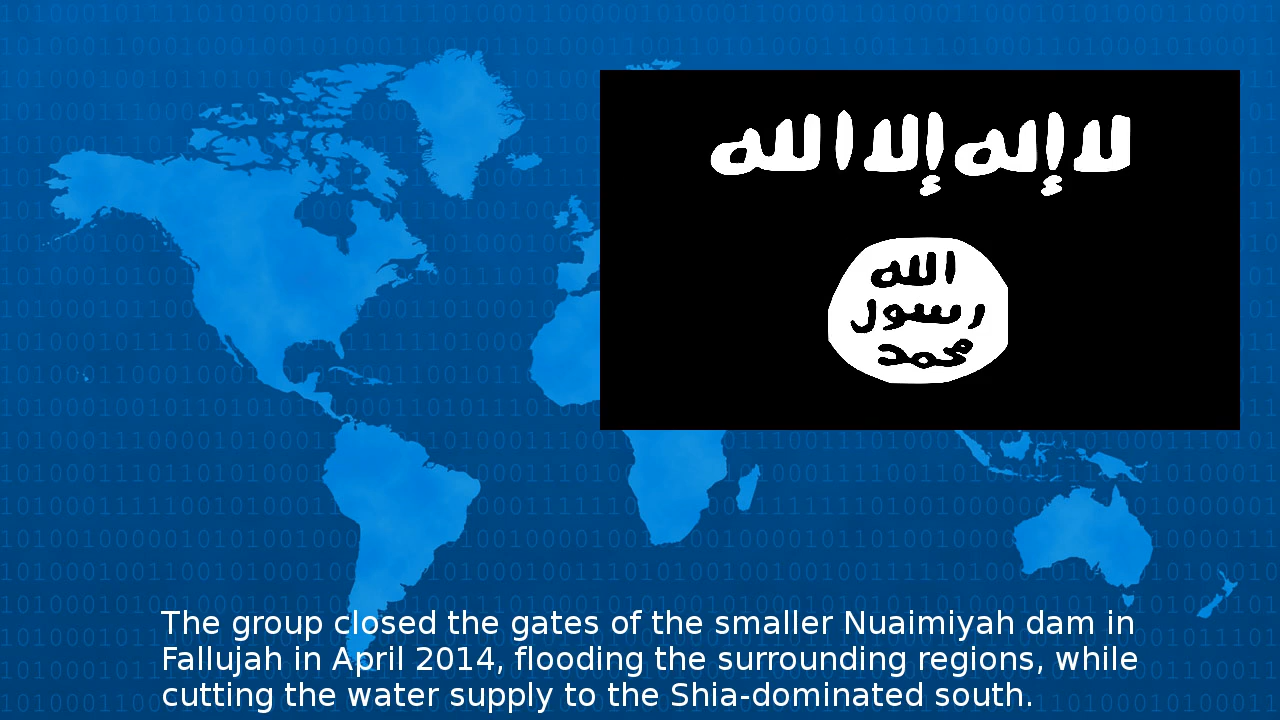 لا إله إلا الله
الله
رسول
محمد
The group closed the gates of the smaller Nuaimiyah dam in
Fallujah in April 2014, flooding the surrounding regions, while
cutting the water supply to the Shia-dominated south.